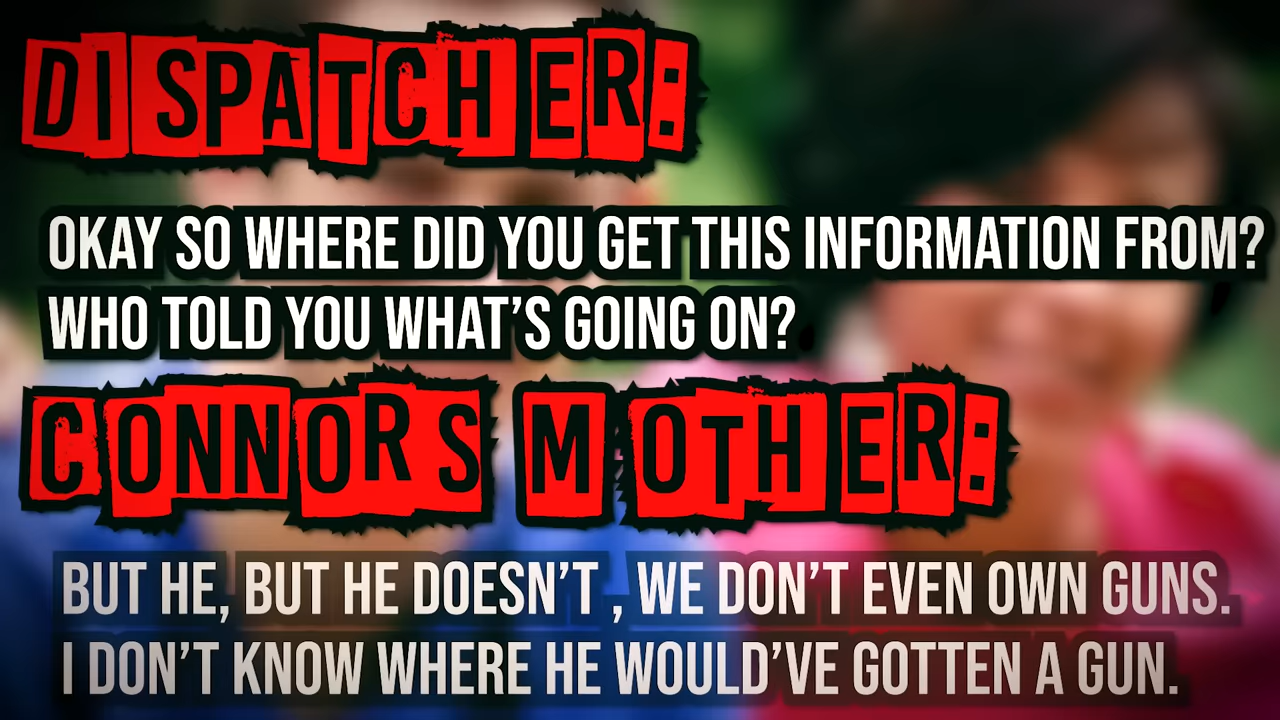 DISPATCHER:
OKAY SO WHERE DID YOU GET THIS INFORMATION FROM?
WHO TOLD YOU WHAT'S GOING ON?
CONNORS MOTHER:
BUT HE, BUT HE DOESN'T , WE DON'T EVEN OWN GUNS.
I DON'T KNOW WHERE HE WOULD'VE GOTTEN A GUN.